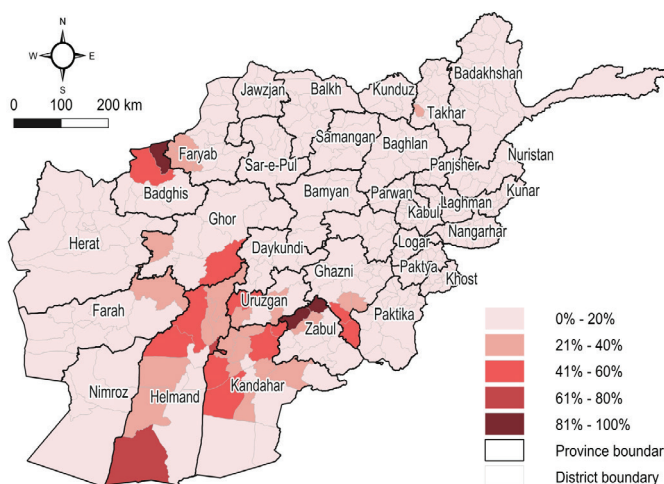 N
W E
S
0 100 200 km
Jawzjan
Balkh
Kunduz
Badakhshan
Takhar
Faryab
Samangan
Baghlan
Sar-e-Pul
Panjsher
Nuristan
Badghis
Bamyan
Parwan
Kunar
Laghman
Kabul
Ghor
Nangarhar
Herat
Daykundi
Logar
Ghazni
Paktya
Khost
Uruzgan
Farah
Paktika
Zabul
Nimroz
Helmand
Kandahar
0% - 20%
21% - 40%
41% - 60%
61% - 80%
81% - 100%
Province boundar
District boundary